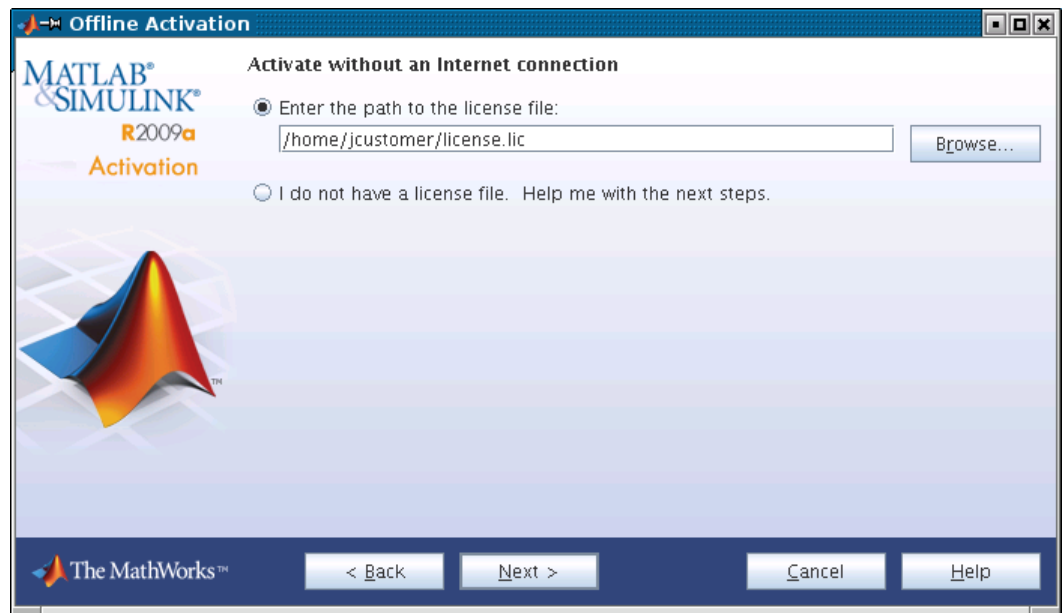 Offline Activation
MATLAB®
&SIMULINK®
R2009a
Activation
Activate without an Internet connection
Enter the path to the license file:
/home/jcustomer/license.lic
Browse...
I do not have a license file.  Help me with the next steps.
TM
The MathWorks™
< Back
Next >
Cancel
Help